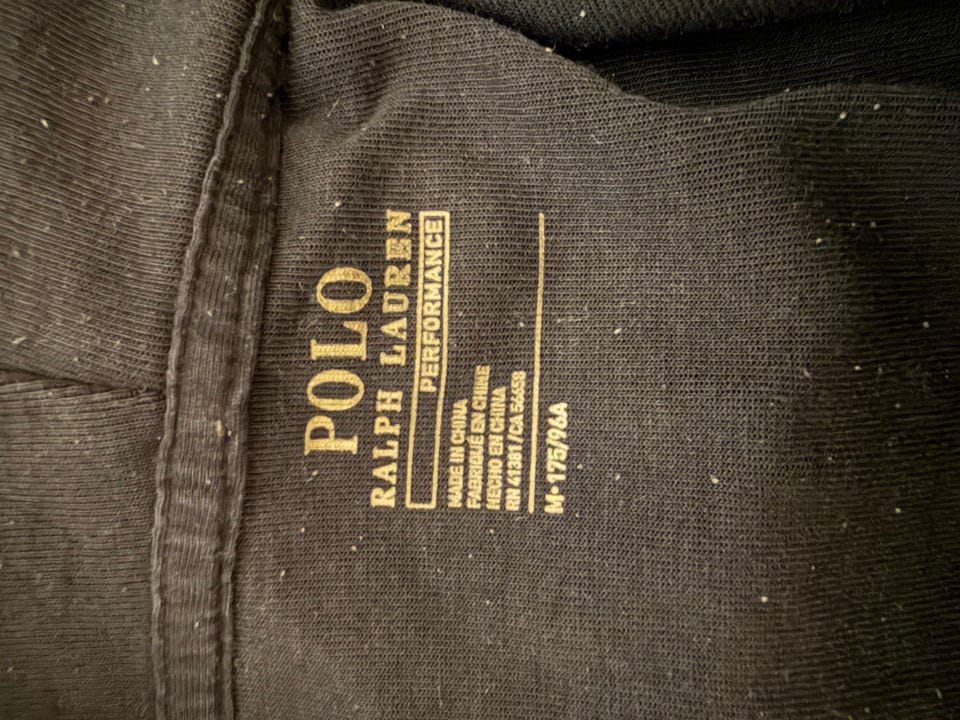 POLO
RALPH LAUREN
PERFORMANCE
MADE IN CHINA
FABRIQUÉ EN CHINE
HECHO EN CHINA
RN 41381/CA 56658
M•175/96A